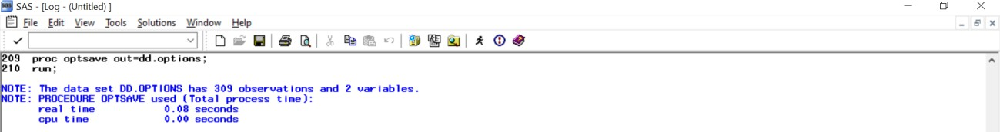 SAS - [Log - (Untitled) ]
File Edit View Tools Solutions Window Help
209 proc optsave out=dd.options;
210 run;
NOTE: The data set DD.OPTIONS has 309 observations and 2 variables.
NOTE: PROCEDURE OPTSAVE used (Total process time):
real time 0.08 seconds
cpu time 0.00 seconds